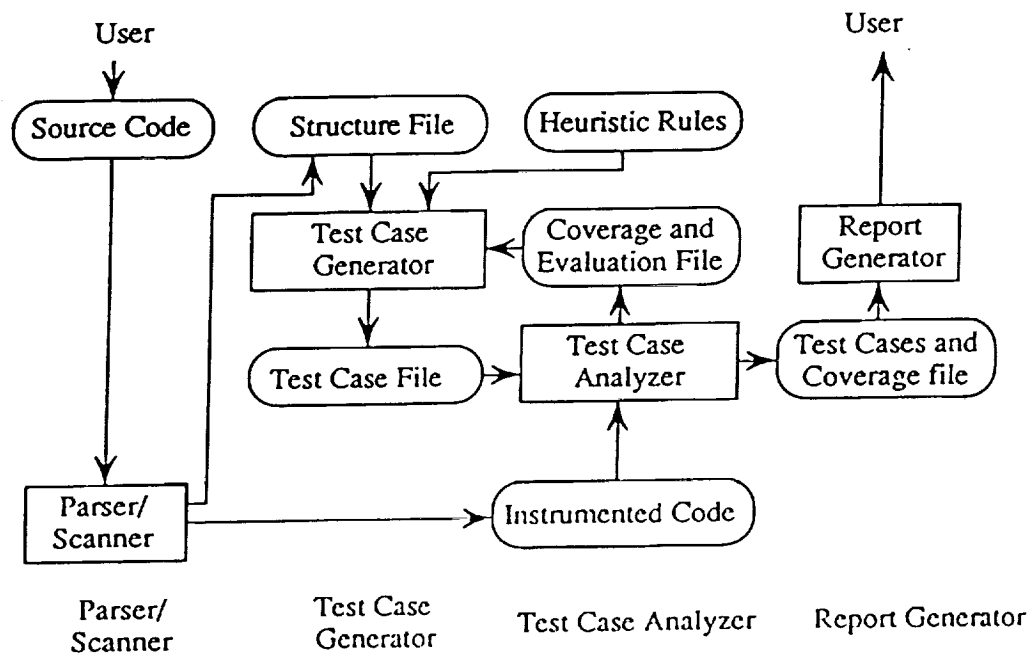 User
User
Source Code
Structure File
Heuristic Rules
Test Case
Generator
Coverage and
Evaluation File
Report
Generator
Test Case File
Test Case
Analyzer
Test Cases and
Coverage file
Parser/
Scanner
Instrumented Code
Parser/
Scanner
Test Case
Generator
Test Case Analyzer
Report Generator